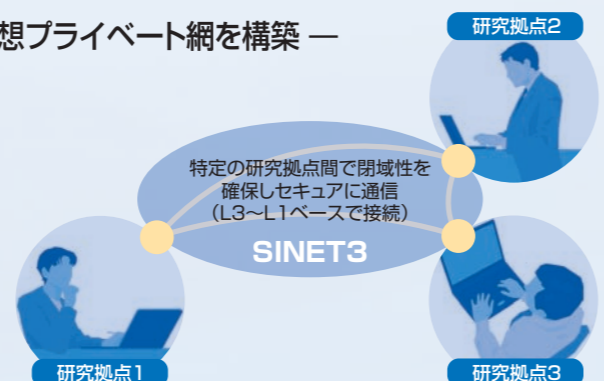 想プライベート網を構築 ―
研究拠点2
特定の研究拠点間で閉域性を
確保しセキュアに通信
（L3～L1ベースで接続）
SINET3
研究拠点1
研究拠点3